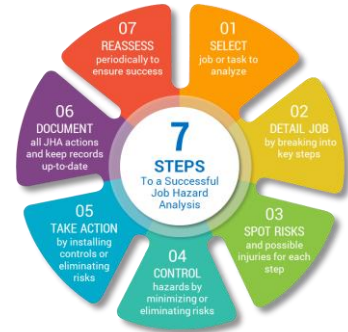 7
STEPS
To a Successful
Job Hazard
Analysis
01
SELECT
job or task to
analyze
02
DETAIL JOB
by breaking into
key steps
03
SPOT RISKS
and possible
injuries for each
step
04
CONTROL
hazards by
minimizing or
eliminating risks
05
TAKE ACTION
by installing
controls or
eliminating
risks
06
DOCUMENT
all JHA actions
and keep records
up-to-date
07
REASSESS
periodically to
ensure success